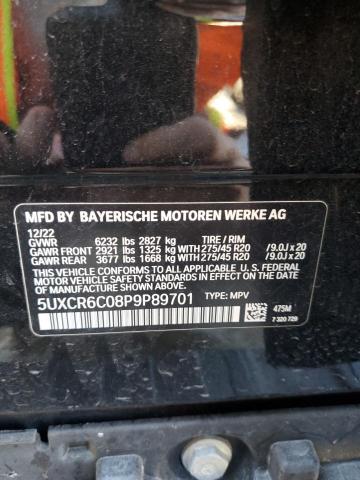 MFD BY BAYERISCHE MOTOREN WERKE AG
12/22
GVWR 6232 lbs 2827 kg TIRE / RIM
GAWR FRONT 2921 lbs 1325 kg WITH 275/45 R20 /9.0J x 20
GAWR REAR 3677 lbs 1668 kg WITH 275/45 R20 /9.0J x 20
THIS VEHICLE CONFORMS TO ALL APPLICABLE U. S. FEDERAL
MOTOR VEHICLE SAFETY, BUMPER,
STANDARDS IN EFFECT ON THE DATE OF
5UXCR6C08P9P89701 TYPE: MPV
475M
7 320 729